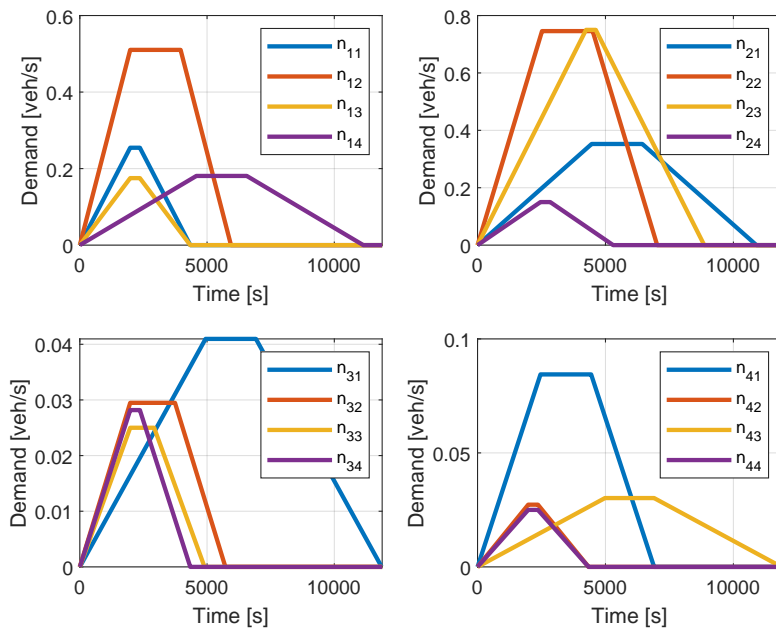 0.6
0.4
0.2
0
Demand [veh/s]
0
5000
10000
Time [s]
n11
n12
n13
n14
0.8
0.6
0.4
0.2
0
Demand [veh/s]
0
5000
10000
Time [s]
n21
n22
n23
n24
0.04
0.03
0.02
0.01
0
Demand [veh/s]
0
5000
10000
Time [s]
n31
n32
n33
n34
0.1
0.05
0
Demand [veh/s]
0
5000
10000
Time [s]
n41
n42
n43
n44